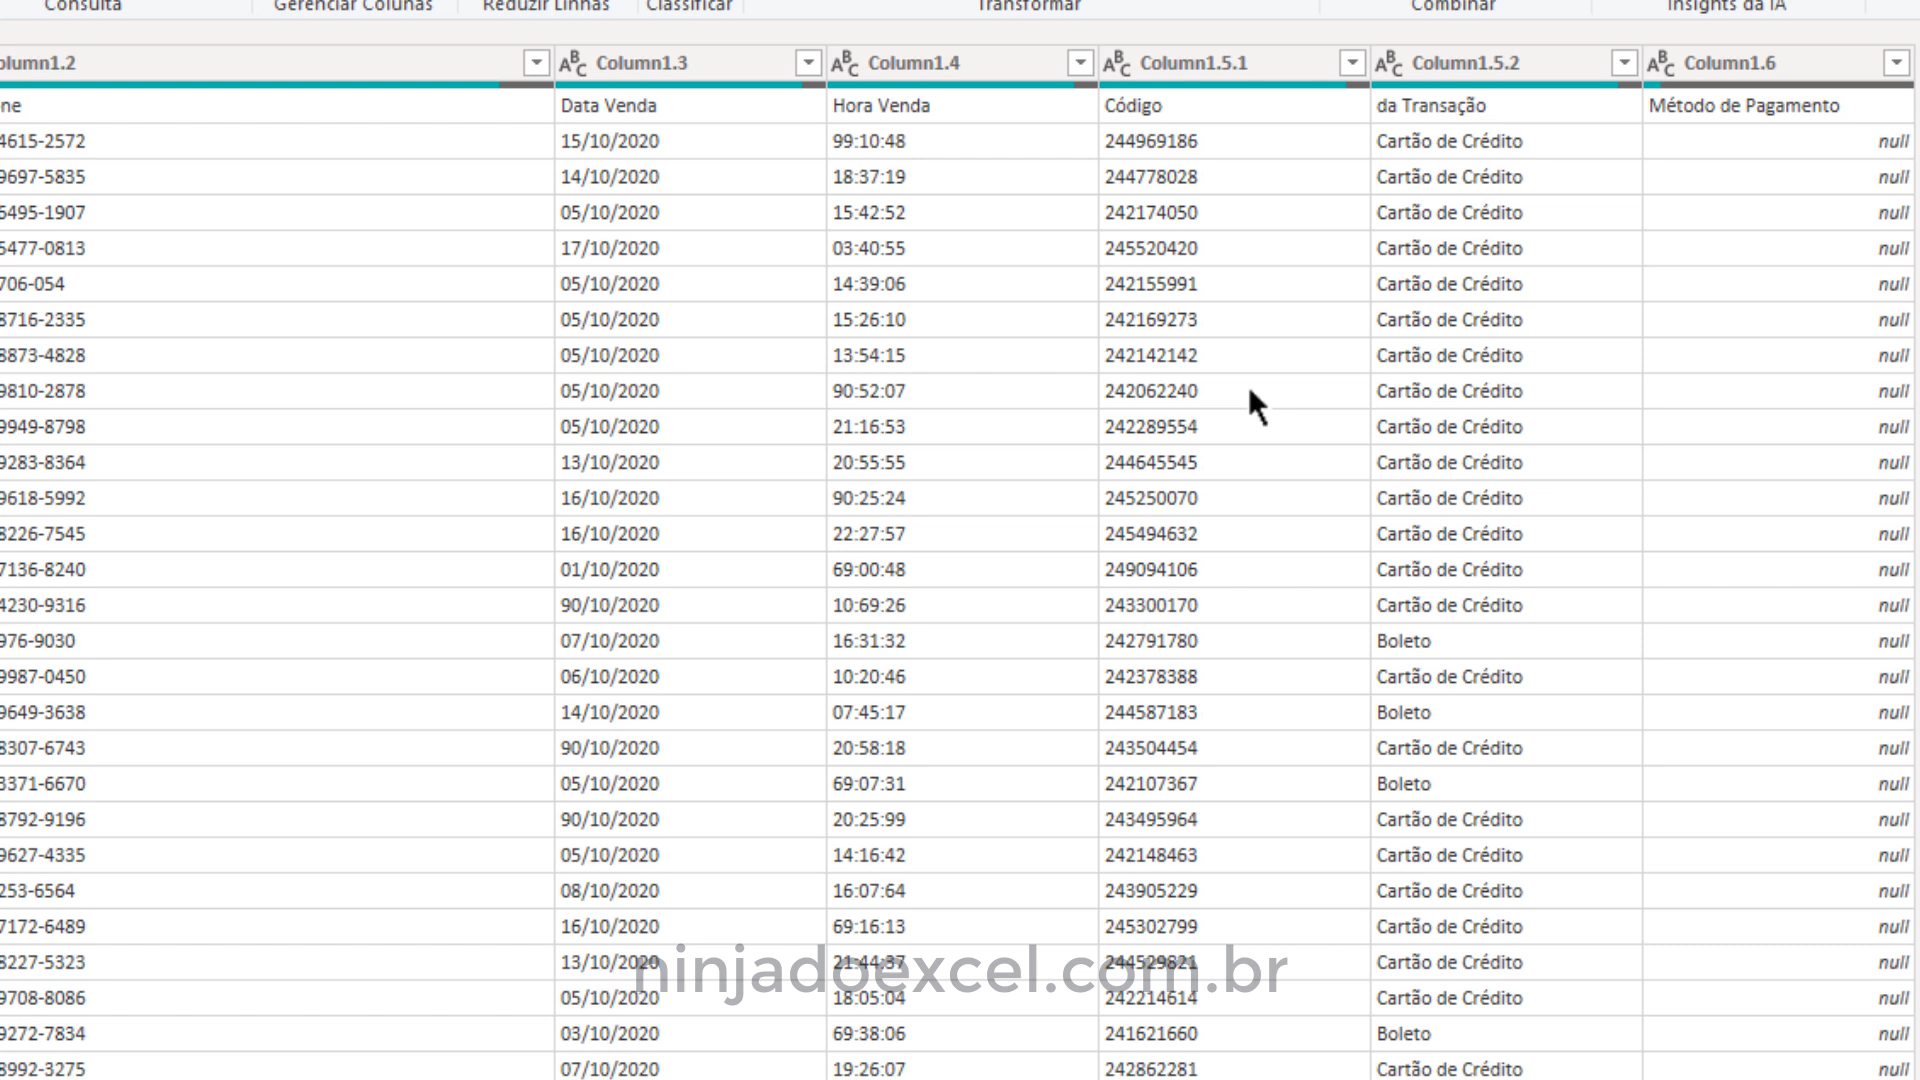 Consulta Gerenciar Colunas Reduzir Linhas Classificar Transformar Combinar Insights da IA
olumn1.2 ABC Column1.3 ABC Column1.4 ABC Column1.5.1 ABC Column1.5.2 ABC Column1.6
ne Data Venda Hora Venda Código da Transação Método de Pagamento
4615-2572 15/10/2020 99:10:48 244969186 Cartão de Crédito null
9697-5835 14/10/2020 18:37:19 244778028 Cartão de Crédito null
6495-1907 05/10/2020 15:42:52 242174050 Cartão de Crédito null
5477-0813 17/10/2020 03:40:55 245520420 Cartão de Crédito null
706-054 05/10/2020 14:39:06 242155991 Cartão de Crédito null
8716-2335 05/10/2020 15:26:10 242169273 Cartão de Crédito null
8873-4828 05/10/2020 13:54:15 242142142 Cartão de Crédito null
9810-2878 05/10/2020 90:52:07 242062240 Cartão de Crédito null
9949-8798 05/10/2020 21:16:53 242289554 Cartão de Crédito null
9283-8364 13/10/2020 20:55:55 244645545 Cartão de Crédito null
9618-5992 16/10/2020 90:25:24 245250070 Cartão de Crédito null
8226-7545 16/10/2020 22:27:57 245494632 Cartão de Crédito null
7136-8240 01/10/2020 69:00:48 249094106 Cartão de Crédito null
4230-9316 90/10/2020 10:69:26 243300170 Cartão de Crédito null
976-9030 07/10/2020 16:31:32 242791780 Boleto null
9987-0450 06/10/2020 10:20:46 242378388 Cartão de Crédito null
9649-3638 14/10/2020 07:45:17 244587183 Boleto null
8307-6743 90/10/2020 20:58:18 243504454 Cartão de Crédito null
3371-6670 05/10/2020 69:07:31 242107367 Boleto null
8792-9196 90/10/2020 20:25:99 243495964 Cartão de Crédito null
9627-4335 05/10/2020 14:16:42 242148463 Cartão de Crédito null
253-6564 08/10/2020 16:07:64 243905229 Cartão de Crédito null
7172-6489 16/10/2020 69:16:13 245302799 Cartão de Crédito null
8227-5323 13/10/2020 21:44:37 244529821 Cartão de Crédito null
ninjadoexcel.com.br
9708-8086 05/10/2020 18:05:04 242214614 Cartão de Crédito null
9272-7834 03/10/2020 69:38:06 241621660 Boleto null
8992-3275 07/10/2020 19:26:07 242862281 Cartão de Crédito null